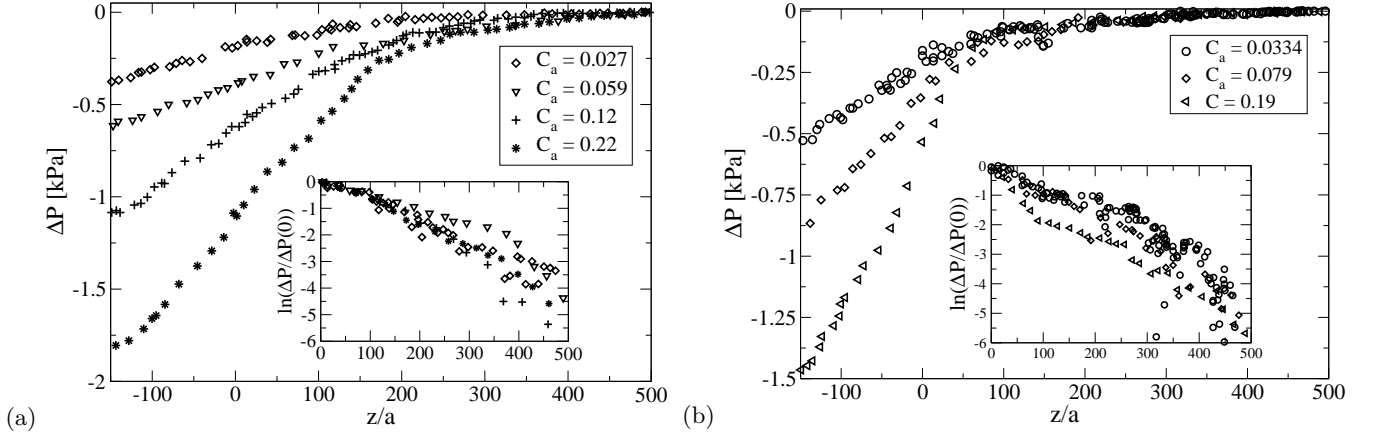 0
-0.5
-1
-1.5
-2
ΔP [kPa]
-100 0 100 200 300 400 500
z/a
C_a = 0.027
C_a = 0.059
C_a = 0.12
C_a = 0.22
0
-1
-2
-3
-4
-5
-6
ln(ΔP/ΔP(0))
0 100 200 300 400 500
(a)
0
-0.25
-0.5
-0.75
-1
-1.25
-1.5
ΔP [kPa]
-100 0 100 200 300 400 500
z/a
C_a = 0.0334
C_a = 0.079
C = 0.19
0
-1
-2
-3
-4
-5
-6
ln(ΔP/ΔP(0))
0 100 200 300 400 500
(b)